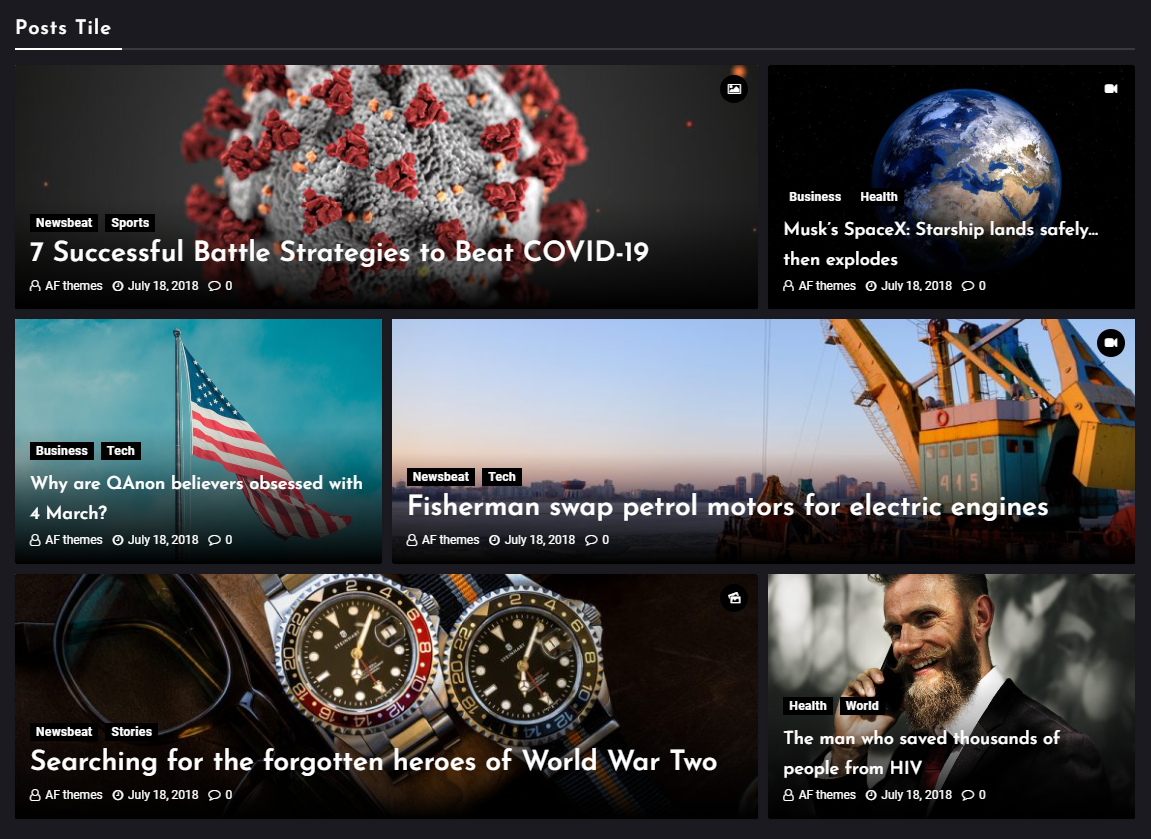 Posts Tile
Newsbeat Sports
7 Successful Battle Strategies to Beat COVID-19
AF themes July 18, 2018 0
Business Health
Musk's SpaceX: Starship lands safely…
then explodes
AF themes July 18, 2018 0
Business Tech
Why are QAnon believers obsessed with
4 March?
AF themes July 18, 2018 0
415
Newsbeat Tech
Fisherman swap petrol motors for electric engines
AF themes July 18, 2018 0
STEINHART
STEINHART
Newsbeat Stories
Searching for the forgotten heroes of World War Two
AF themes July 18, 2018 0
Health World
The man who saved thousands of
people from HIV
AF themes July 18, 2018 0